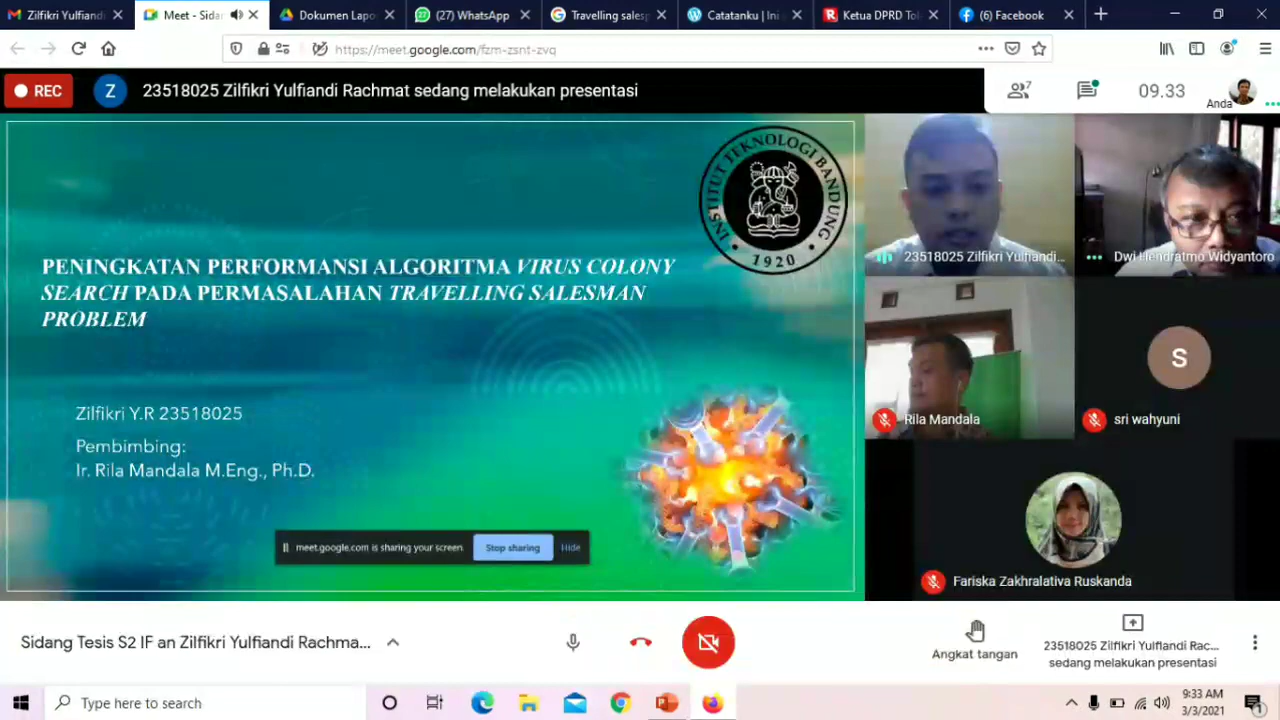 Zilfikri Yulfiandi
Meet - Sida
Dokumen Lapo
(27) WhatsApp
Travelling salesp
Catatanku | Ini s
Ketua DPRD Tol
(6) Facebook
https://meet.google.com/fzm-zsnt-zvq
REC
Z
23518025 Zilfikri Yulfiandi Rachmat sedang melakukan presentasi
7
09.33
Anda
INSTITUT TEKNOLOGI BANDUNG
1920
PENINGKATAN PERFORMANSI ALGORITMA VIRUS COLONY
SEARCH PADA PERMASALAHAN TRAVELLING SALESMAN
PROBLEM
Zilfikri Y.R 23518025
Pembimbing:
Ir. Rila Mandala M.Eng., Ph.D.
meet.google.com is sharing your screen.
Stop sharing
Hide
23518025 Zilfikri Yulfiandi...
Dwi Hendratmo Widyantoro
Rila Mandala
S
sri wahyuni
Fariska Zakhralativa Ruskanda
Sidang Tesis S2 IF an Zilfikri Yulfiandi Rachma...
Angkat tangan
23518025 Zilfikri Yulfiandi Rac...
sedang melakukan presentasi
Type here to search
9:33 AM
3/3/2021
1